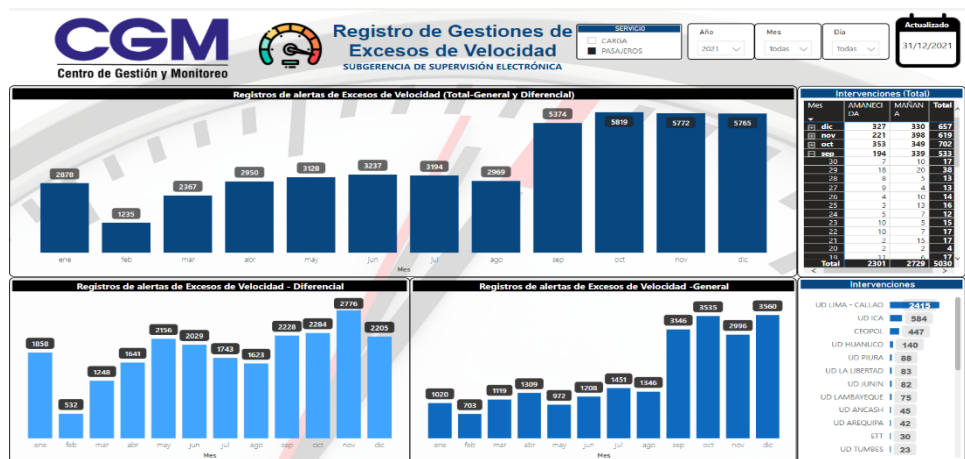 CGM
Centro de Gestión y Monitoreo
Registro de Gestiones de
Excesos de Velocidad
SUBGERENCIA DE SUPERVISIÓN ELECTRÓNICA
SERVICIO
CARGA
PASAJEROS
Año
2021
Mes
Todas
Día
Todas
Actualizado
31/12/2021
Registros de alertas de Excesos de Velocidad (Total-General y Diferencial)
2878
1235
2367
2950
3128
3237
3194
2969
5374
5819
5772
5765
ene feb mar abr may jun jul ago sep oct nov dic
Mes
Intervenciones (Total)
Mes AMANECIDA MAÑANA Total
dic 327 330 657
nov 221 398 619
oct 353 349 702
sep 194 339 533
30 7 10 17
29 18 20 38
28 8 5 13
27 9 4 13
26 4 10 14
25 3 13 16
24 5 7 12
23 10 5 15
22 10 7 17
21 2 15 17
20 2 2 4
19 11 6 17
Total 2301 2729 5030
Registros de alertas de Excesos de Velocidad - Diferencial
1858
532
1248
1641
2156
2029
1743
1623
2228
2284
2776
2205
ene feb mar abr may jun jul ago sep oct nov dic
Mes
Registros de alertas de Excesos de Velocidad -General
1020
703
1119
1309
972
1208
1451
1346
3146
3535
2996
3560
ene feb mar abr may jun jul ago sep oct nov dic
Mes
Intervenciones
UD LIMA - CALLAO 2415
UD ICA 584
CEOPOL 447
UD HUANUCO 140
UD PIURA 88
UD LA LIBERTAD 83
UD JUNIN 82
UD LAMBAYEQUE 75
UD ANCASH 45
UD AREQUIPA 42
ETT 30
UD TUMBES 23